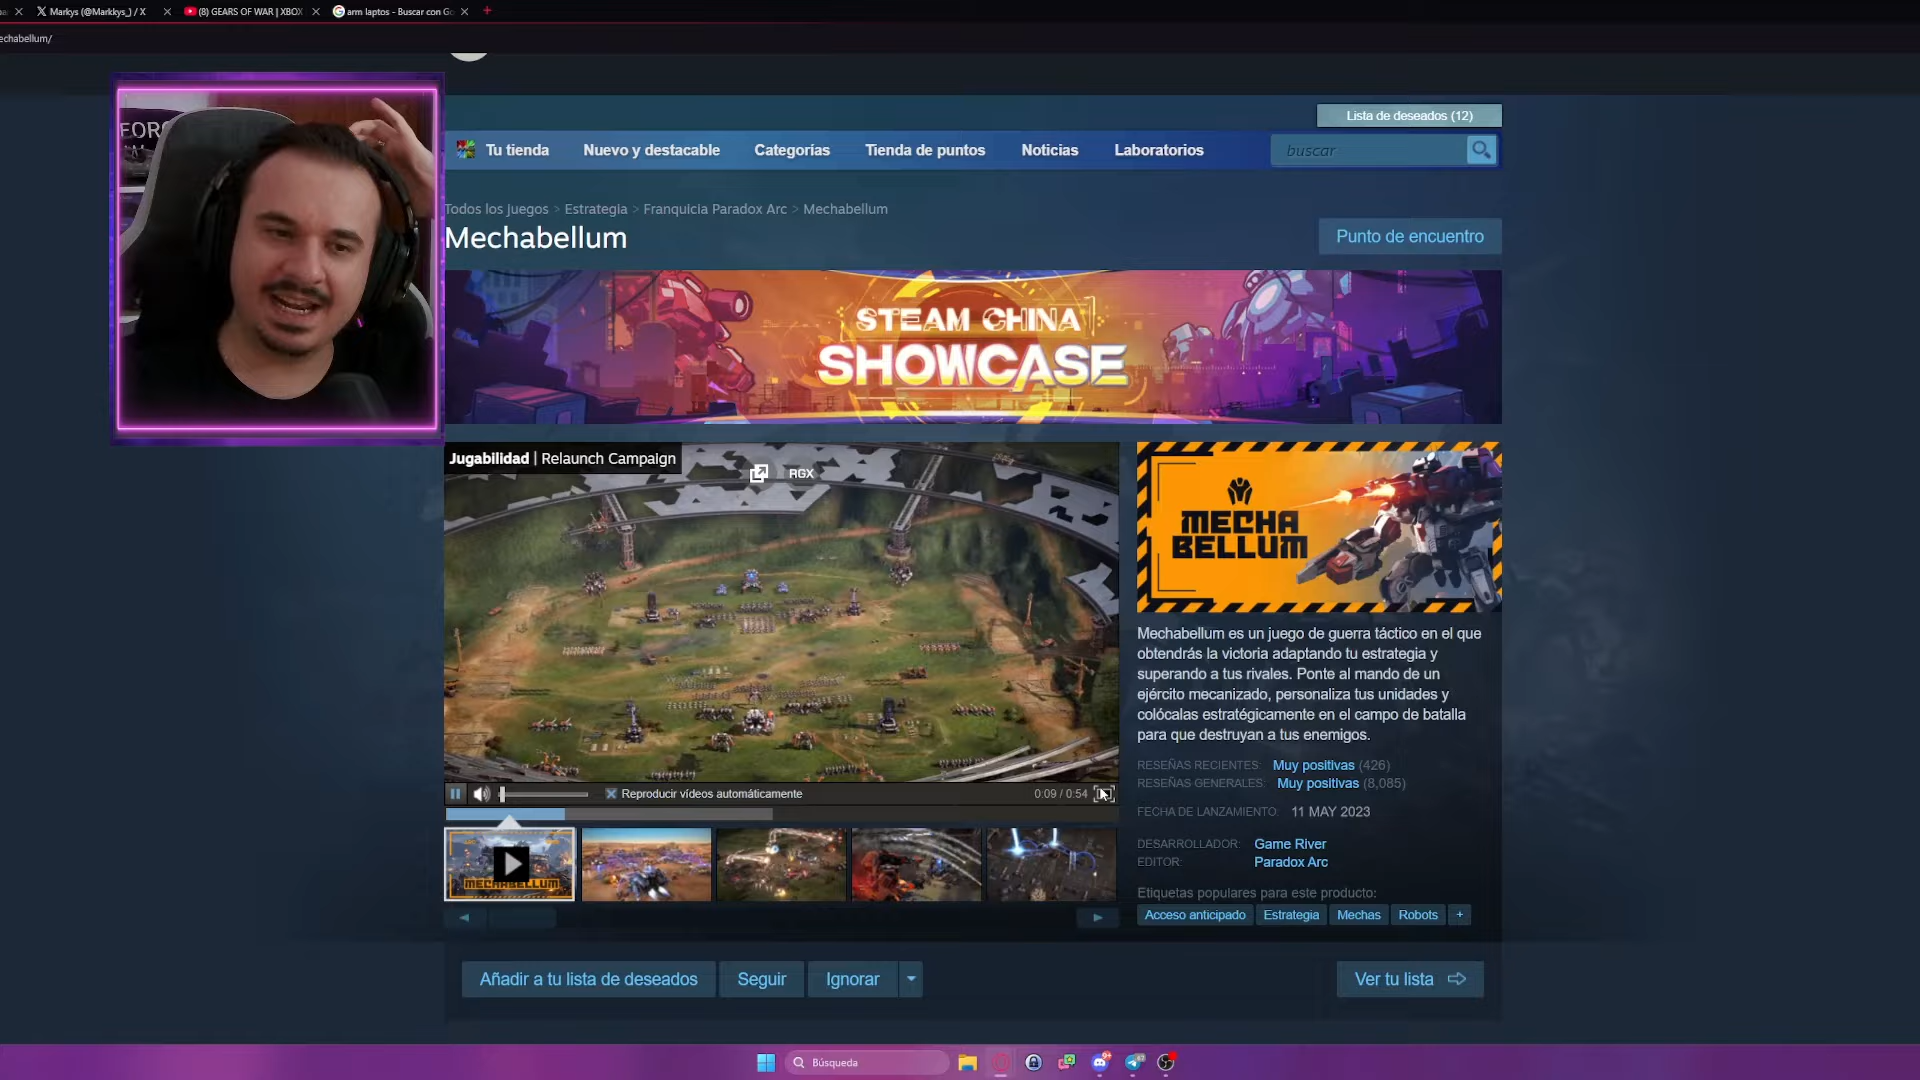 Markys (@Markkys_) / X
(8) GEARS OF WAR | XBOX
arm laptos - Buscar con Go
echabellum/
FORZ
Lista de deseados (12)
Tu tienda
Nuevo y destacable
Categorías
Tienda de puntos
Noticias
Laboratorios
buscar
Todos los juegos > Estrategia > Franquicia Paradox Arc > Mechabellum
Mechabellum
Punto de encuentro
STEAM CHINA
SHOWCASE
Jugabilidad | Relaunch Campaign
RGX
MECHA
BELLUM
Mechabellum es un juego de guerra táctico en el que
obtendrás la victoria adaptando tu estrategia y
superando a tus rivales. Ponte al mando de un
ejército mecanizado, personaliza tus unidades y
colócalas estratégicamente en el campo de batalla
para que destruyan a tus enemigos.
RESEÑAS RECIENTES: Muy positivas (426)
RESEÑAS GENERALES: Muy positivas (8,085)
FECHA DE LANZAMIENTO: 11 MAY 2023
DESARROLLADOR: Game River
EDITOR: Paradox Arc
Etiquetas populares para este producto:
Acceso anticipado
Estrategia
Mechas
Robots
+
Reproducir vídeos automáticamente
0:09 / 0:54
MECHABELLUM
Añadir a tu lista de deseados
Seguir
Ignorar
Ver tu lista
Búsqueda